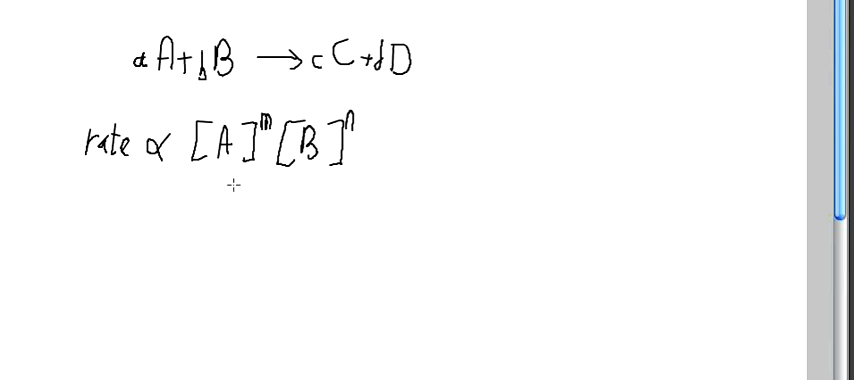 aA+bB → cC+dD
rate ∝ [A]^m [B]^n